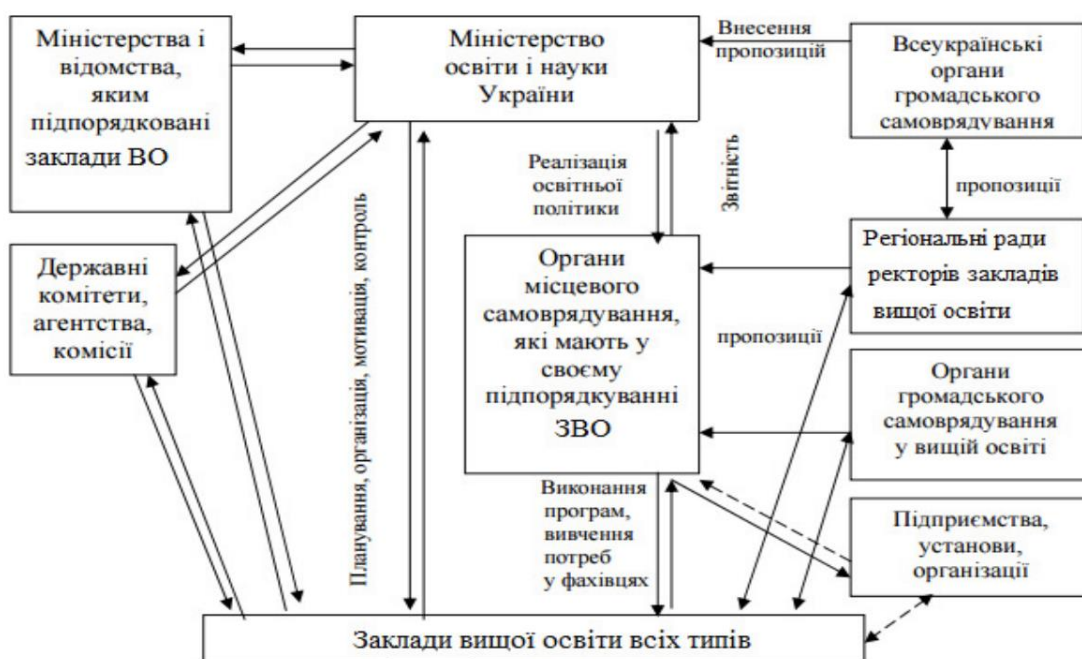 Міністерства і
відомства,
яким
підпорядковані
заклади ВО
Міністерство
освіти і науки
України
Внесення
пропозицій
Всеукраїнські
органи
громадського
самоврядування
Державні
комітети,
агентства,
комісії
Планування, організація, мотивація, контроль
Реалізація
освітньої
політики
Звітність
пропозиції
Регіональні ради
ректорів закладів
вищої освіти
Органи
місцевого
самоврядування,
які мають у
своєму
підпорядкуванні
ЗВО
пропозиції
Органи
громадського
самоврядування
у вищій освіті
Виконання
програм,
вивчення
потреб
у фахівцях
Підприємства,
установи,
організації
Заклади вищої освіти всіх типів